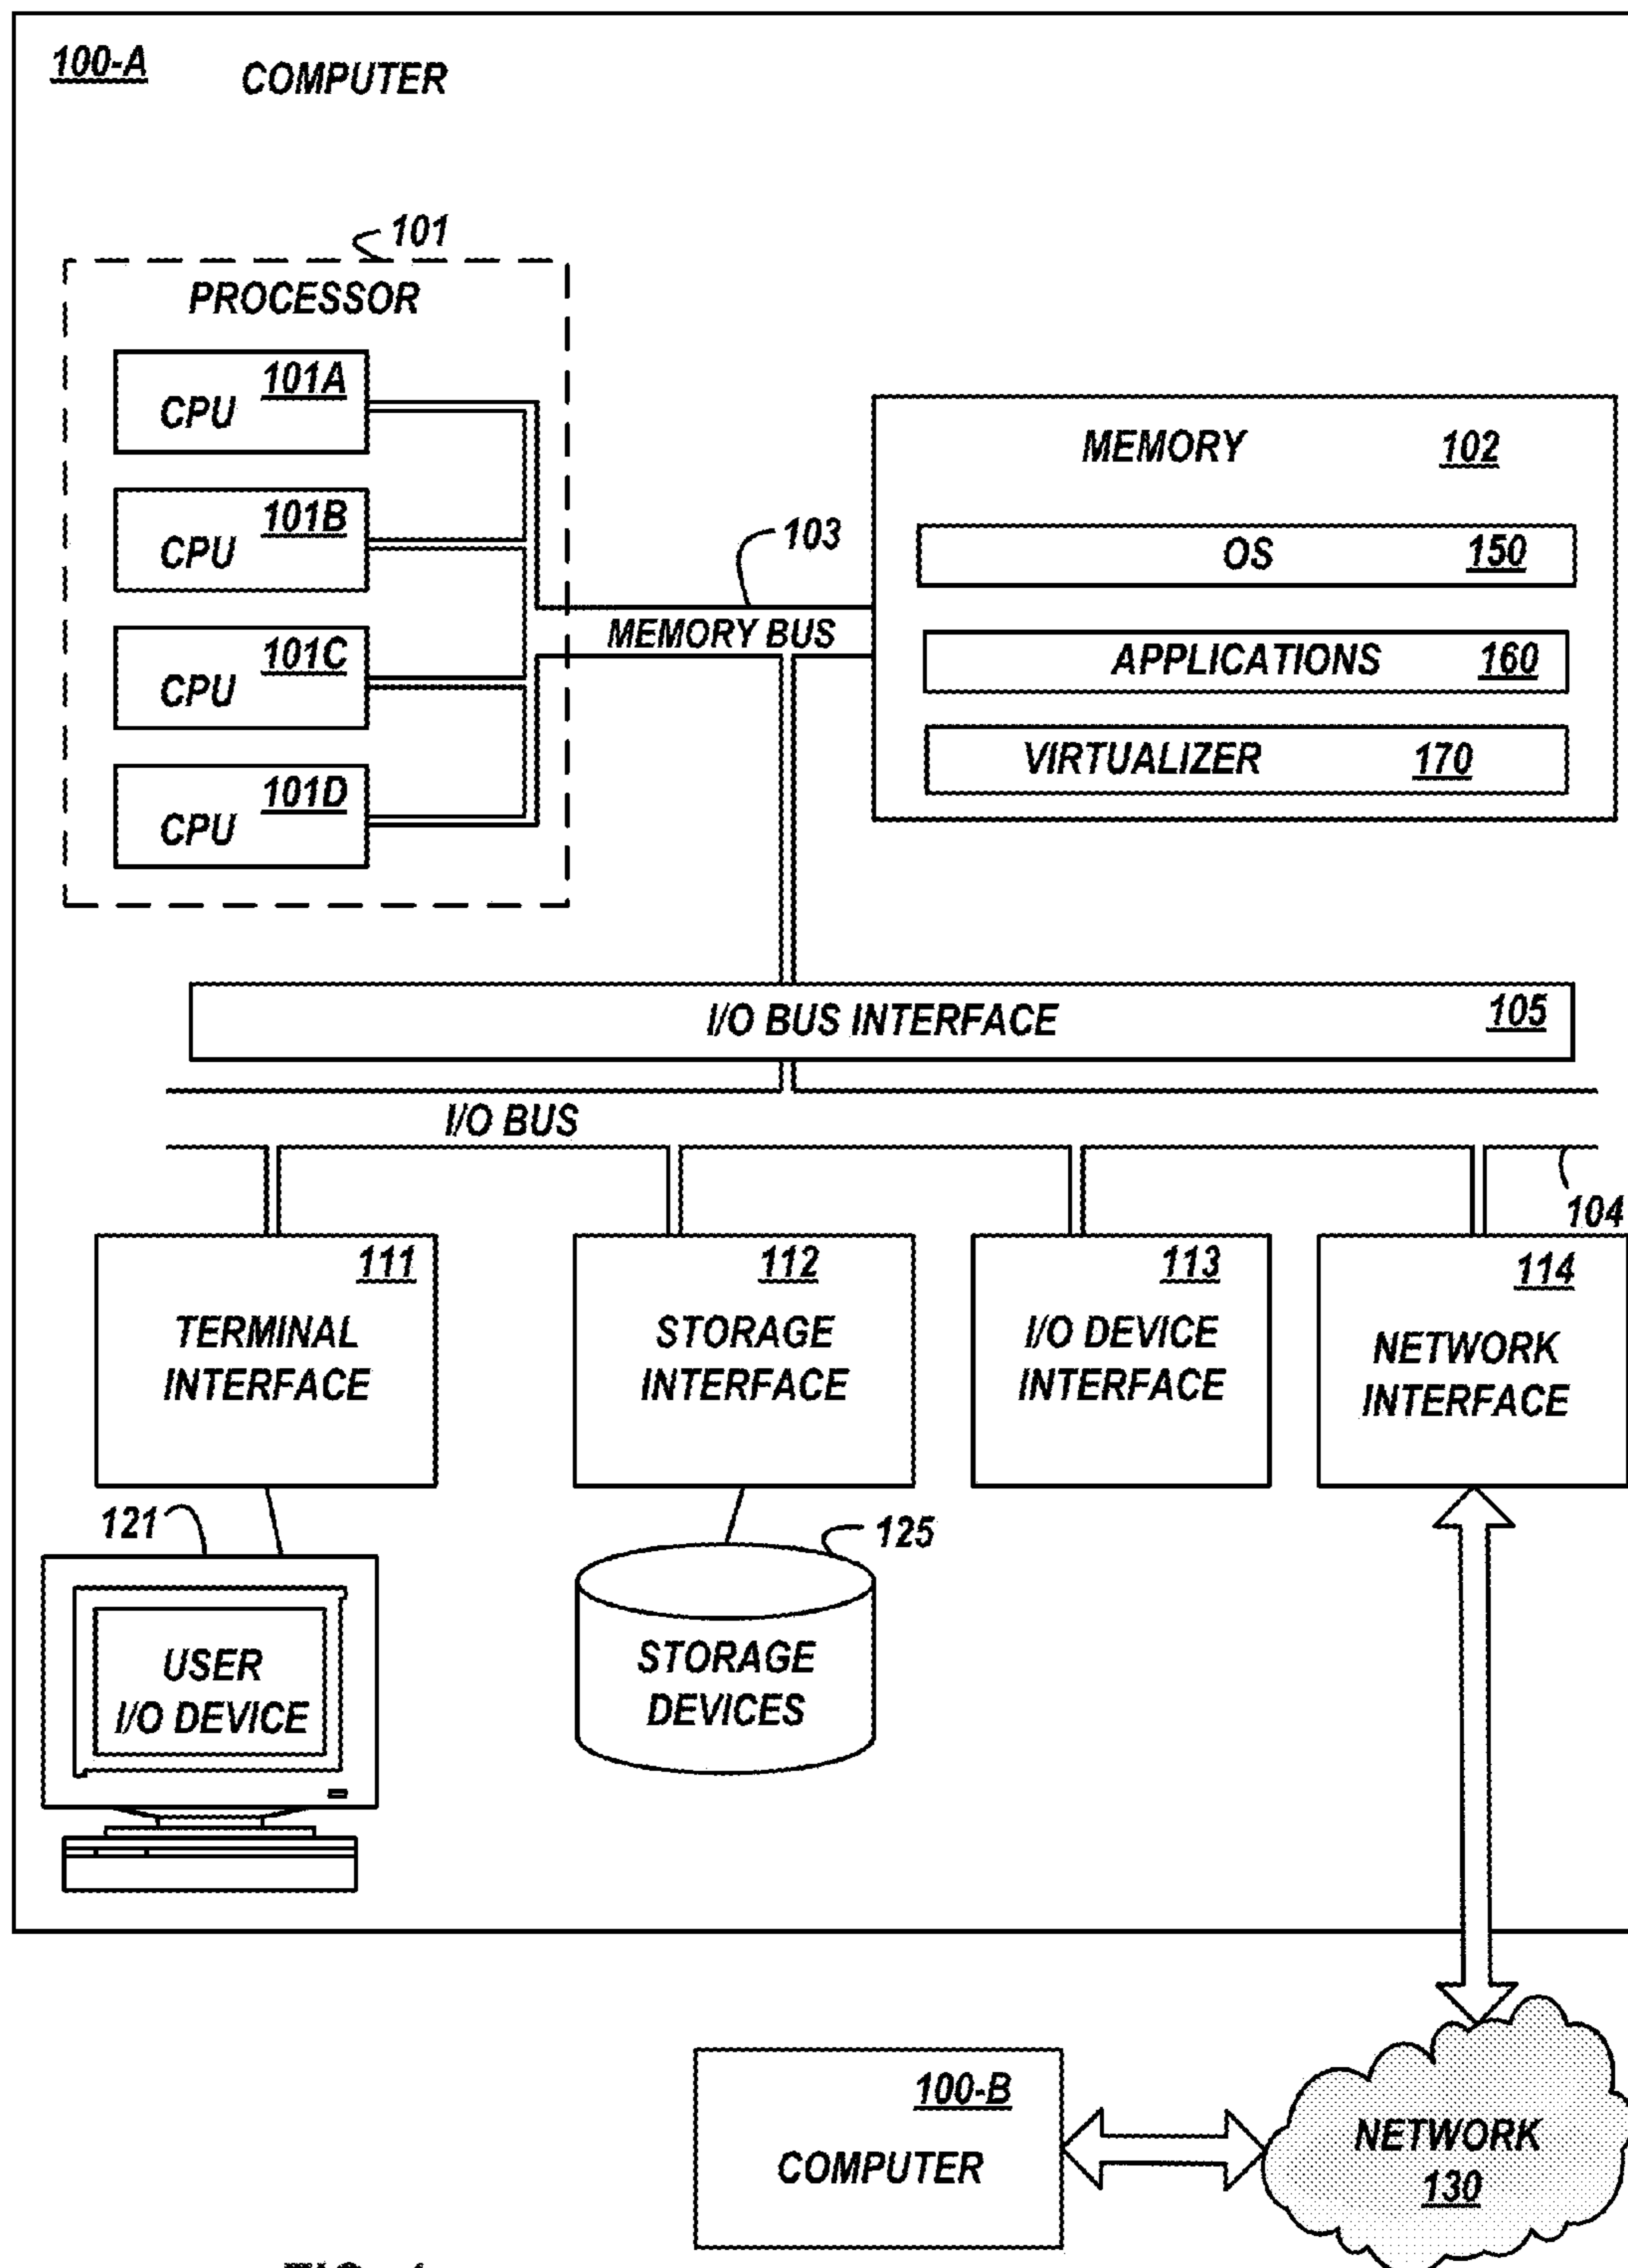 100-A COMPUTER
101
PROCESSOR
101A
CPU
101B
CPU
101C
CPU
101D
CPU
103
MEMORY BUS
MEMORY 102
OS 150
APPLICATIONS 160
VIRTUALIZER 170
I/O BUS INTERFACE 105
I/O BUS
104
111
TERMINAL
INTERFACE
112
STORAGE
INTERFACE
113
I/O DEVICE
INTERFACE
114
NETWORK
INTERFACE
121
USER
I/O DEVICE
125
STORAGE
DEVICES
100-B
COMPUTER
NETWORK
130